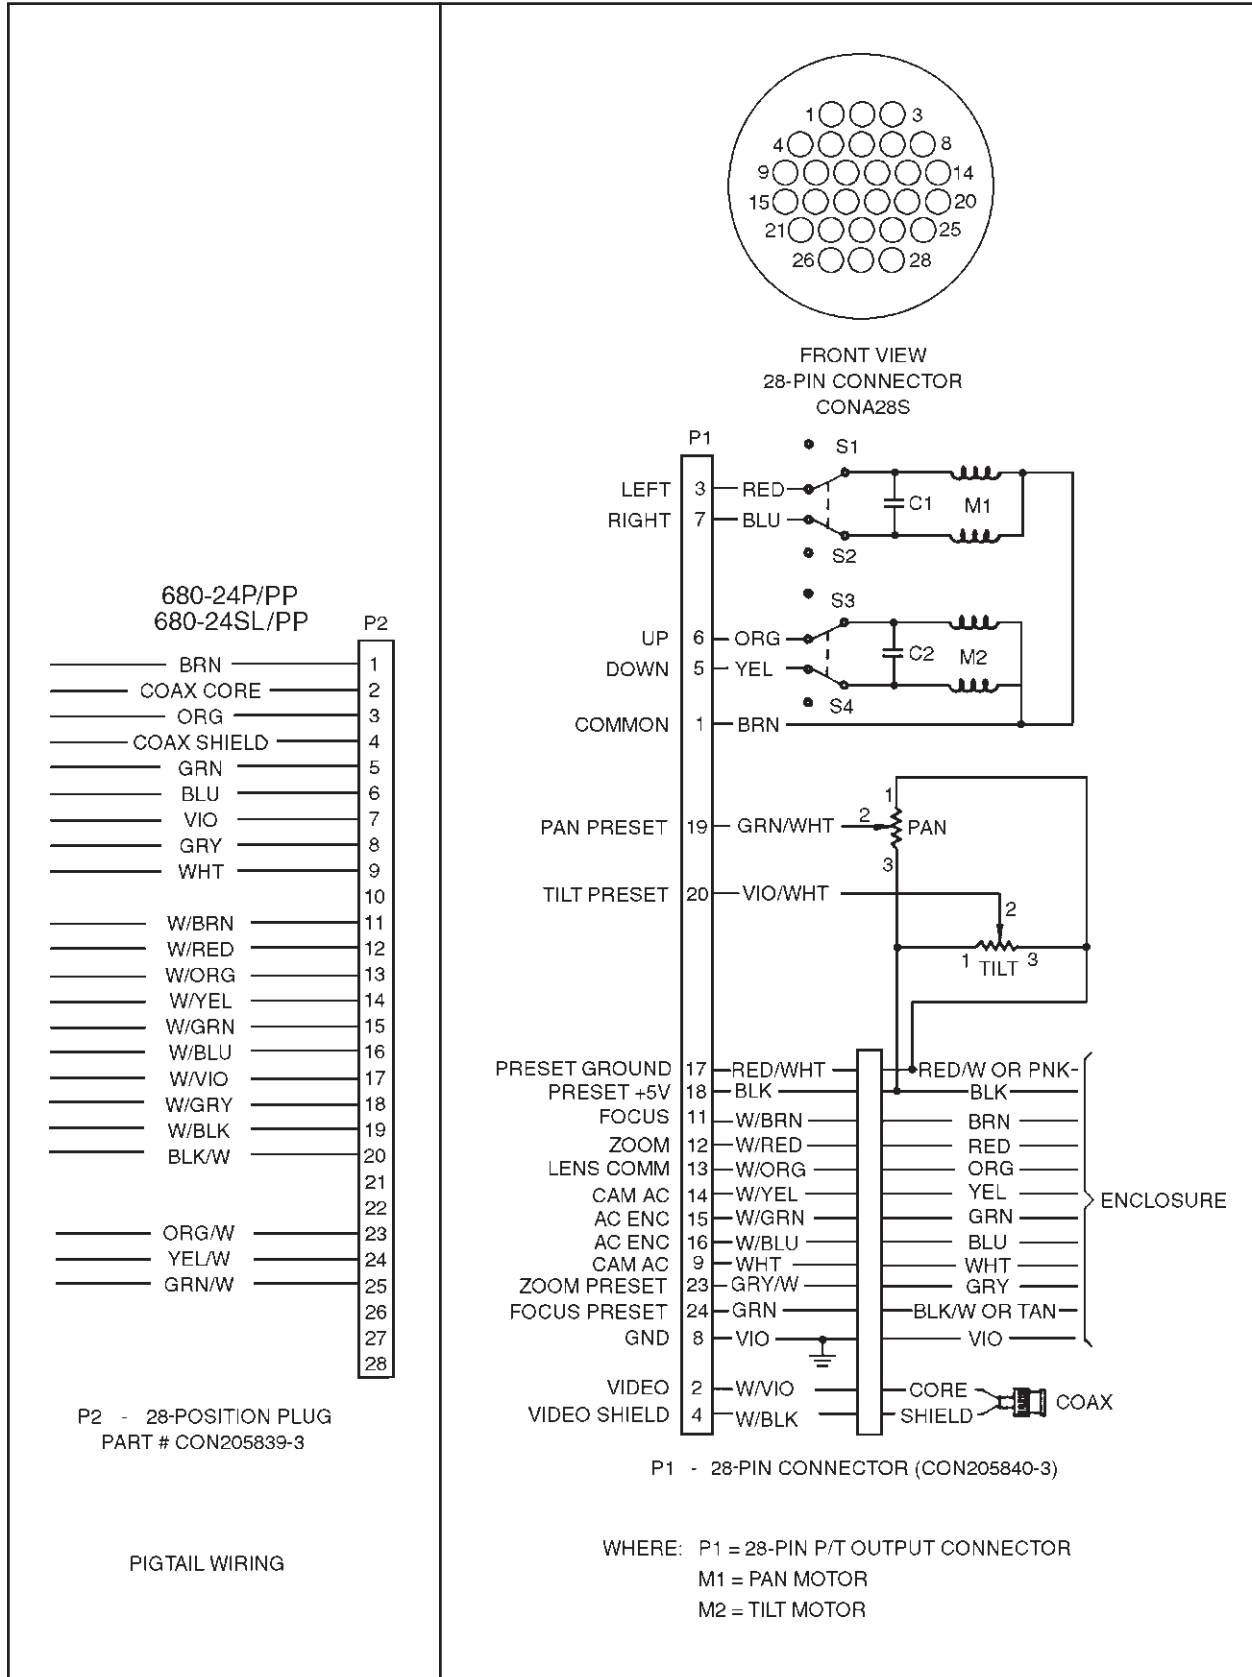 680-24P/PP
680-24SL/PP
P2
BRN 1
COAX CORE 2
ORG 3
COAX SHIELD 4
GRN 5
BLU 6
VIO 7
GRY 8
WHT 9
10
W/BRN 11
W/RED 12
W/ORG 13
W/YEL 14
W/GRN 15
W/BLU 16
W/VIO 17
W/GRY 18
W/BLK 19
BLK/W 20
21
22
ORG/W 23
YEL/W 24
GRN/W 25
26
27
28
P2 - 28-POSITION PLUG
PART # CON205839-3
PIGTAIL WIRING
1 3
4 8
9 14
15 20
21 25
26 28
FRONT VIEW
28-PIN CONNECTOR
CONA28S
P1
S1
LEFT 3 RED
C1 M1
RIGHT 7 BLU
S2
S3
UP 6 ORG
C2 M2
DOWN 5 YEL
S4
COMMON 1 BRN
1
PAN PRESET 19 GRN/WHT 2 PAN
3
TILT PRESET 20 VIO/WHT
2
1 TILT 3
PRESET GROUND 17 RED/WHT RED/W OR PNK
PRESET +5V 18 BLK BLK
FOCUS 11 W/BRN BRN
ZOOM 12 W/RED RED
LENS COMM 13 W/ORG ORG
CAM AC 14 W/YEL YEL
ENCLOSURE
AC ENC 15 W/GRN GRN
AC ENC 16 W/BLU BLU
CAM AC 9 WHT WHT
ZOOM PRESET 23 GRY/W GRY
FOCUS PRESET 24 GRN BLK/W OR TAN
GND 8 VIO VIO
VIDEO 2 W/VIO CORE
COAX
VIDEO SHIELD 4 W/BLK SHIELD
P1 - 28-PIN CONNECTOR (CON205840-3)
WHERE: P1 = 28-PIN P/T OUTPUT CONNECTOR
M1 = PAN MOTOR
M2 = TILT MOTOR